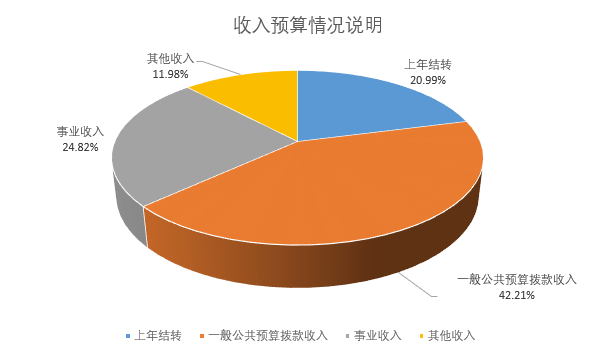 收入预算情况说明
其他收入
11.98%
上年结转
20.99%
事业收入
24.82%
一般公共预算拨款收入
42.21%
上年结转 一般公共预算拨款收入 事业收入 其他收入